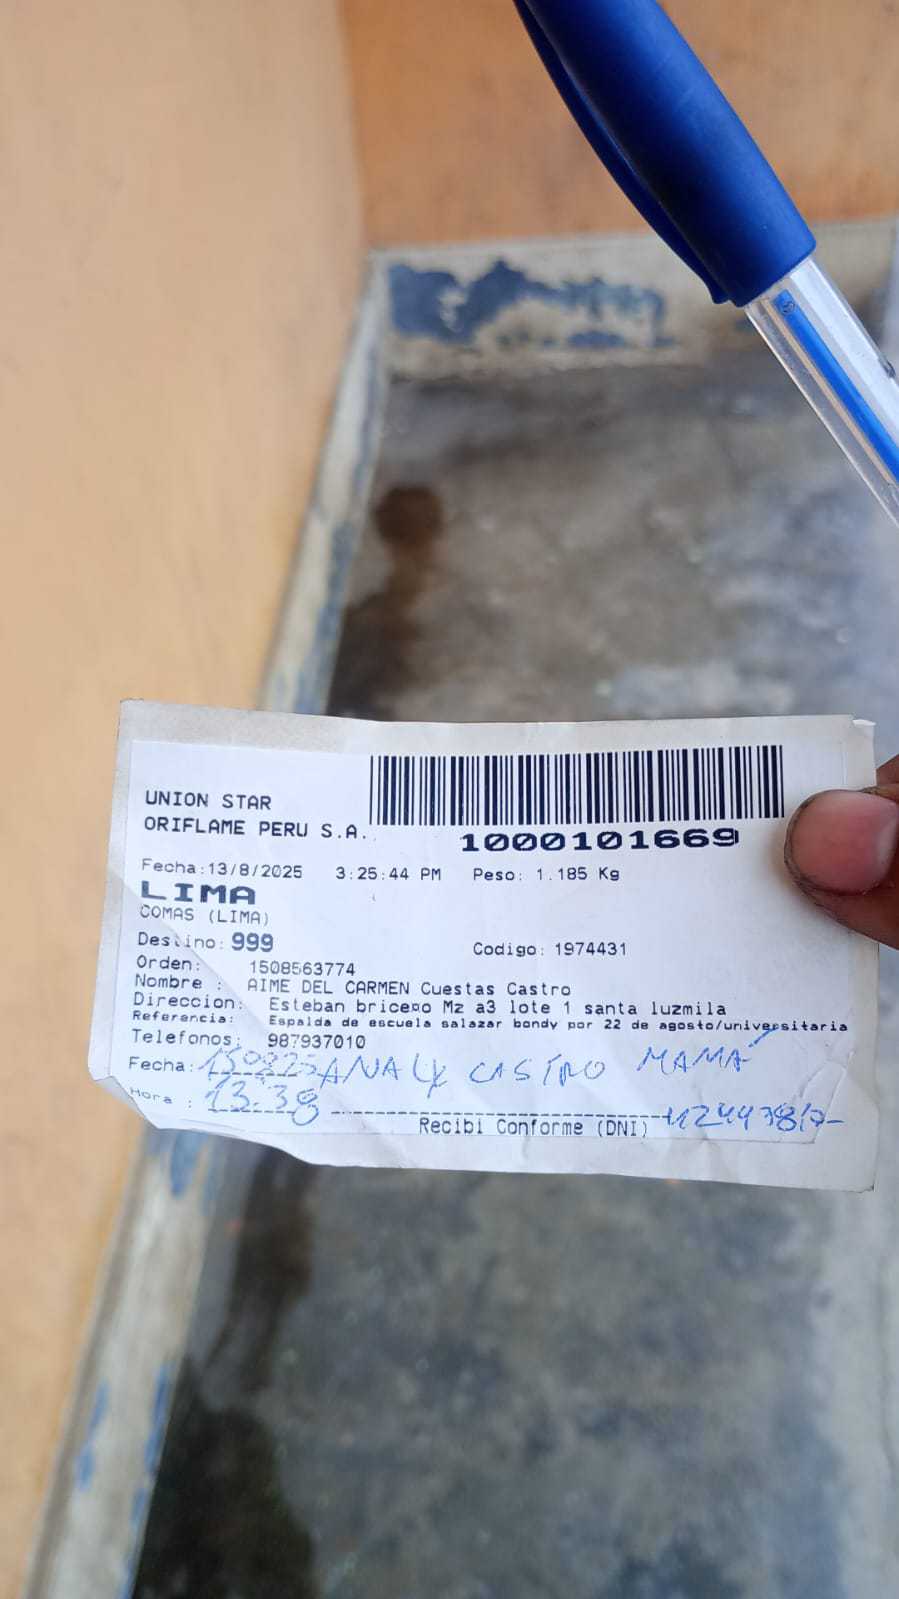 UNION STAR
ORIFLAME PERU S.A.
1000101669
Fecha:13/8/2025 3:25:44 PM Peso: 1.185 Kg
LIMA
COMAS (LIMA)
Destino: 999 Codigo: 1974431
Orden: 1508563774
Nombre : AIME DEL CARMEN Cuestas Castro
Direccion: Esteban briceno Mz a3 lote 1 santa luzmila
Referencia: Espalda de escuela salazar bondy por 22 de agosto/universitaria
Telefonos: 987937010
Fecha: 150825 ANALY CASTRO MAMÁ
Hora : 13:38
Recibi Conforme (DNI)